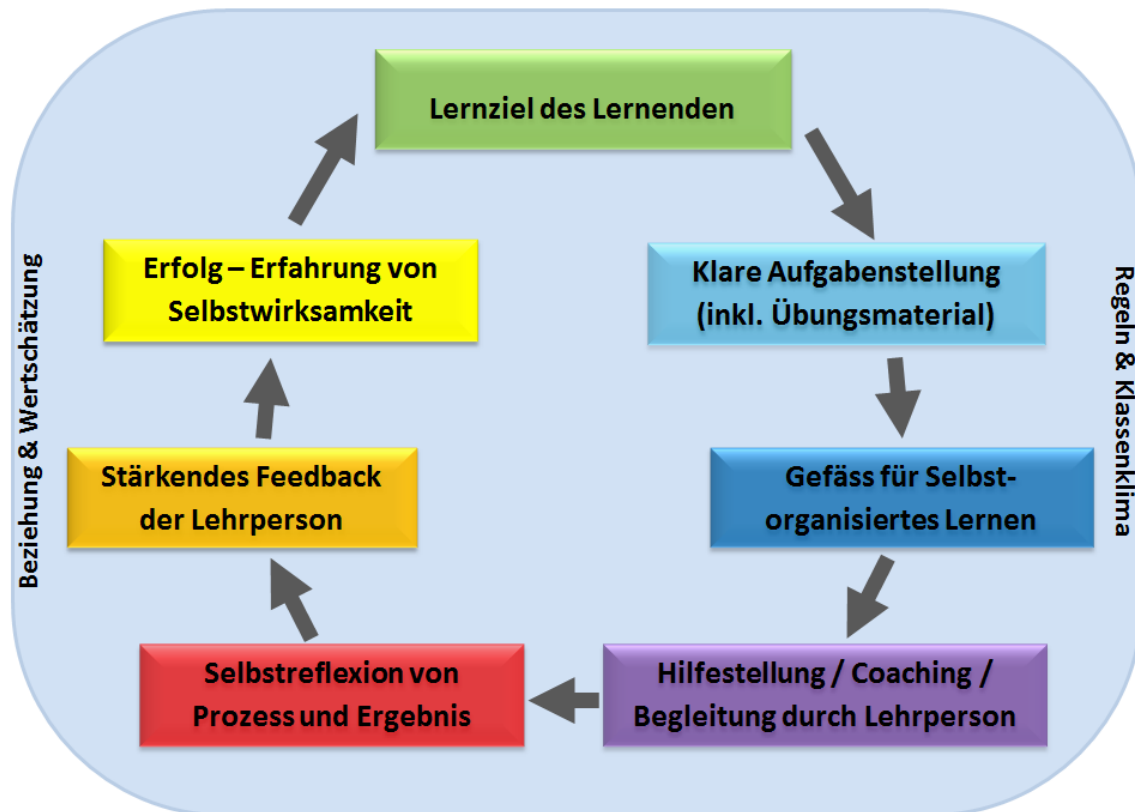 Lernziel des Lernenden
Klare Aufgabenstellung
(inkl. Übungsmaterial)
Gefäss für Selbst-
organisiertes Lernen
Hilfestellung / Coaching /
Begleitung durch Lehrperson
Selbstreflexion von
Prozess und Ergebnis
Stärkendes Feedback
der Lehrperson
Erfolg – Erfahrung von
Selbstwirksamkeit
Beziehung & Wertschätzung
Regeln & Klassenklima